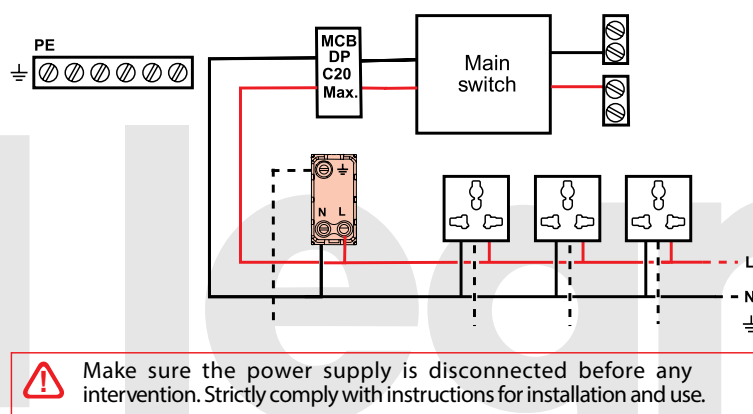 PE
MCB
DP
C20
Max.
Main
switch
N L
L
N
Make sure the power supply is disconnected before any
intervention. Strictly comply with instructions for installation and use.